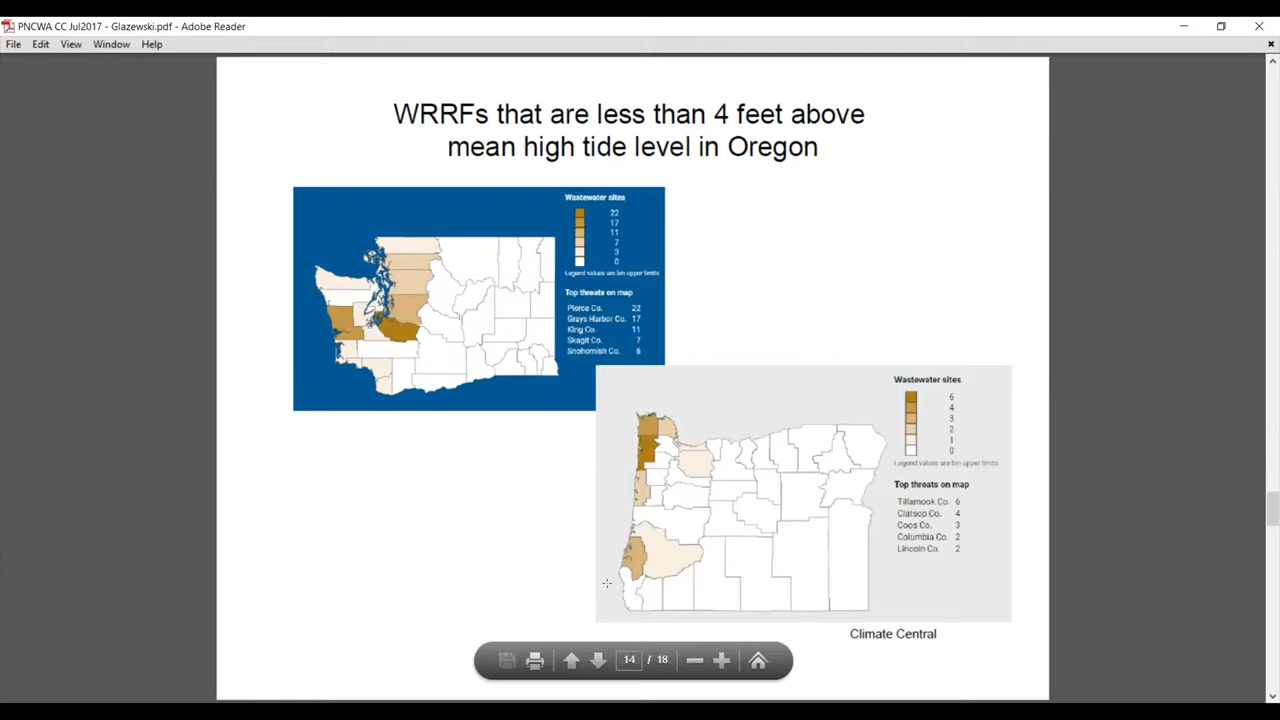 PNCWA CC Jul2017 - Glazewski.pdf - Adobe Reader
File Edit View Window Help
WRRFs that are less than 4 feet above
mean high tide level in Oregon
Wastewater sites
22
17
11
7
3
0
Legend values are bin upper limits
Top threats on map
Pierce Co. 22
Grays Harbor Co. 17
King Co. 11
Skagit Co. 7
Snohomish Co. 6
Wastewater sites
6
4
3
2
1
0
Legend values are bin upper limits.
Top threats on map
Tillamook Co. 6
Clatsop Co. 4
Coos Co. 3
Columbia Co. 2
Lincoln Co. 2
Climate Central
14 / 18